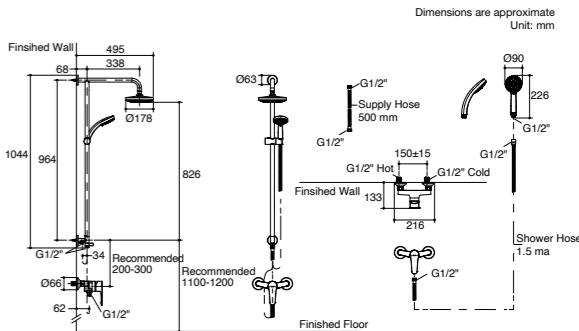 Dimensions are approximate
Unit: mm
Finsihed Wall
495
68
338
Ø178
1044
964
826
G1/2"
34
Recommended
200-300
Ø66
62
G1/2"
Ø63
Recommended
1100-1200
Finished Floor
G1/2"
Supply Hose
500 mm
G1/2"
150±15
G1/2" Hot
G1/2" Cold
Finsihed Wall
133
216
G1/2"
Ø90
226
G1/2"
G1/2"
Shower Hose
1.5 ma